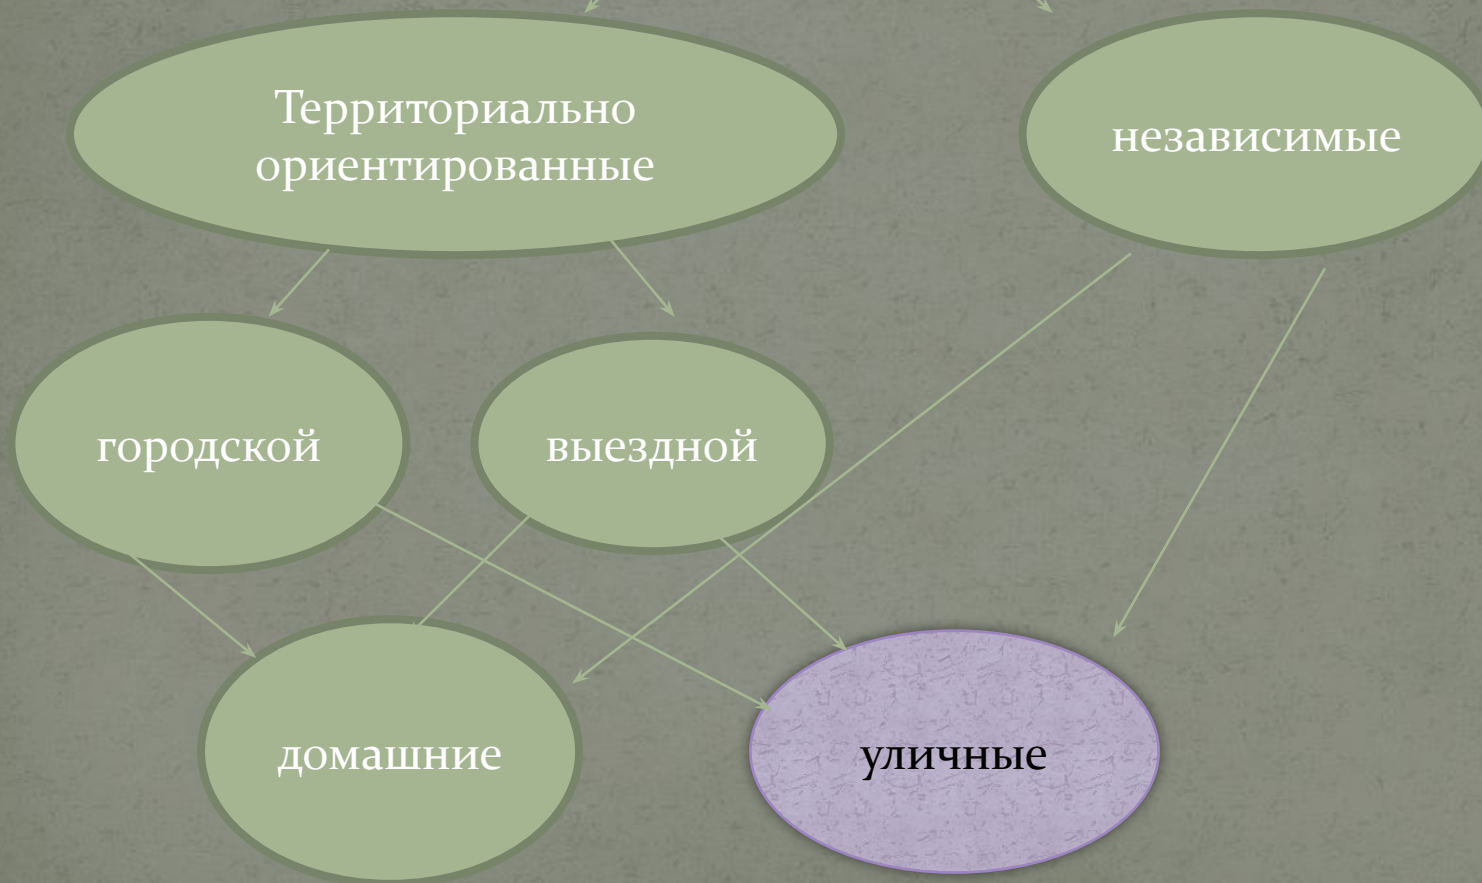 Территориально
ориентированные
независимые
городской
выездной
домашние
уличные